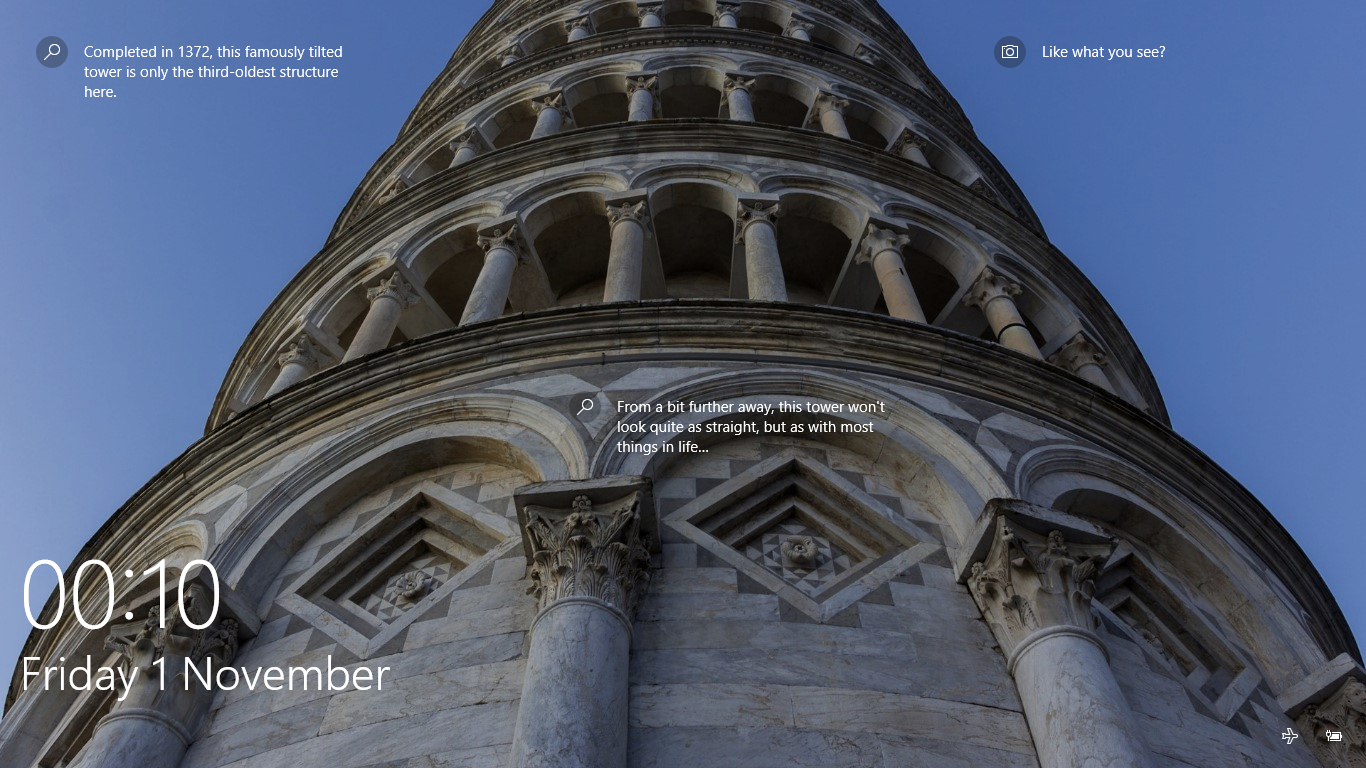 Completed in 1372, this famously tilted
tower is only the third-oldest structure
here.
Like what you see?
From a bit further away, this tower won't
look quite as straight, but as with most
things in life...
00:10
Friday 1 November